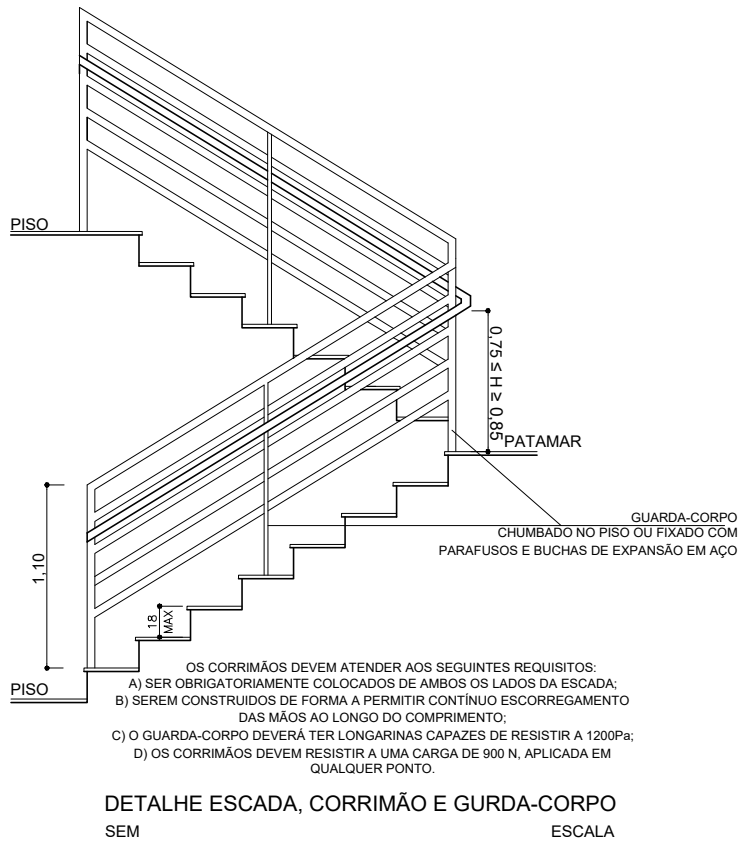 PISO
0,75 ≤ H ≥ 0,85
PATAMAR
GUARDA-CORPO
CHUMBADO NO PISO OU FIXADO COM
PARAFUSOS E BUCHAS DE EXPANSÃO EM AÇO
1,10
18
MAX
PISO
OS CORRIMÃOS DEVEM ATENDER AOS SEGUINTES REQUISITOS:
A) SER OBRIGATORIAMENTE COLOCADOS DE AMBOS OS LADOS DA ESCADA;
B) SEREM CONSTRUIDOS DE FORMA A PERMITIR CONTÍNUO ESCORREGAMENTO
DAS MÃOS AO LONGO DO COMPRIMENTO;
C) O GUARDA-CORPO DEVERÁ TER LONGARINAS CAPAZES DE RESISTIR A 1200Pa;
D) OS CORRIMÃOS DEVEM RESISTIR A UMA CARGA DE 900 N, APLICADA EM
QUALQUER PONTO.
DETALHE ESCADA, CORRIMÃO E GURDA-CORPO
SEM ESCALA